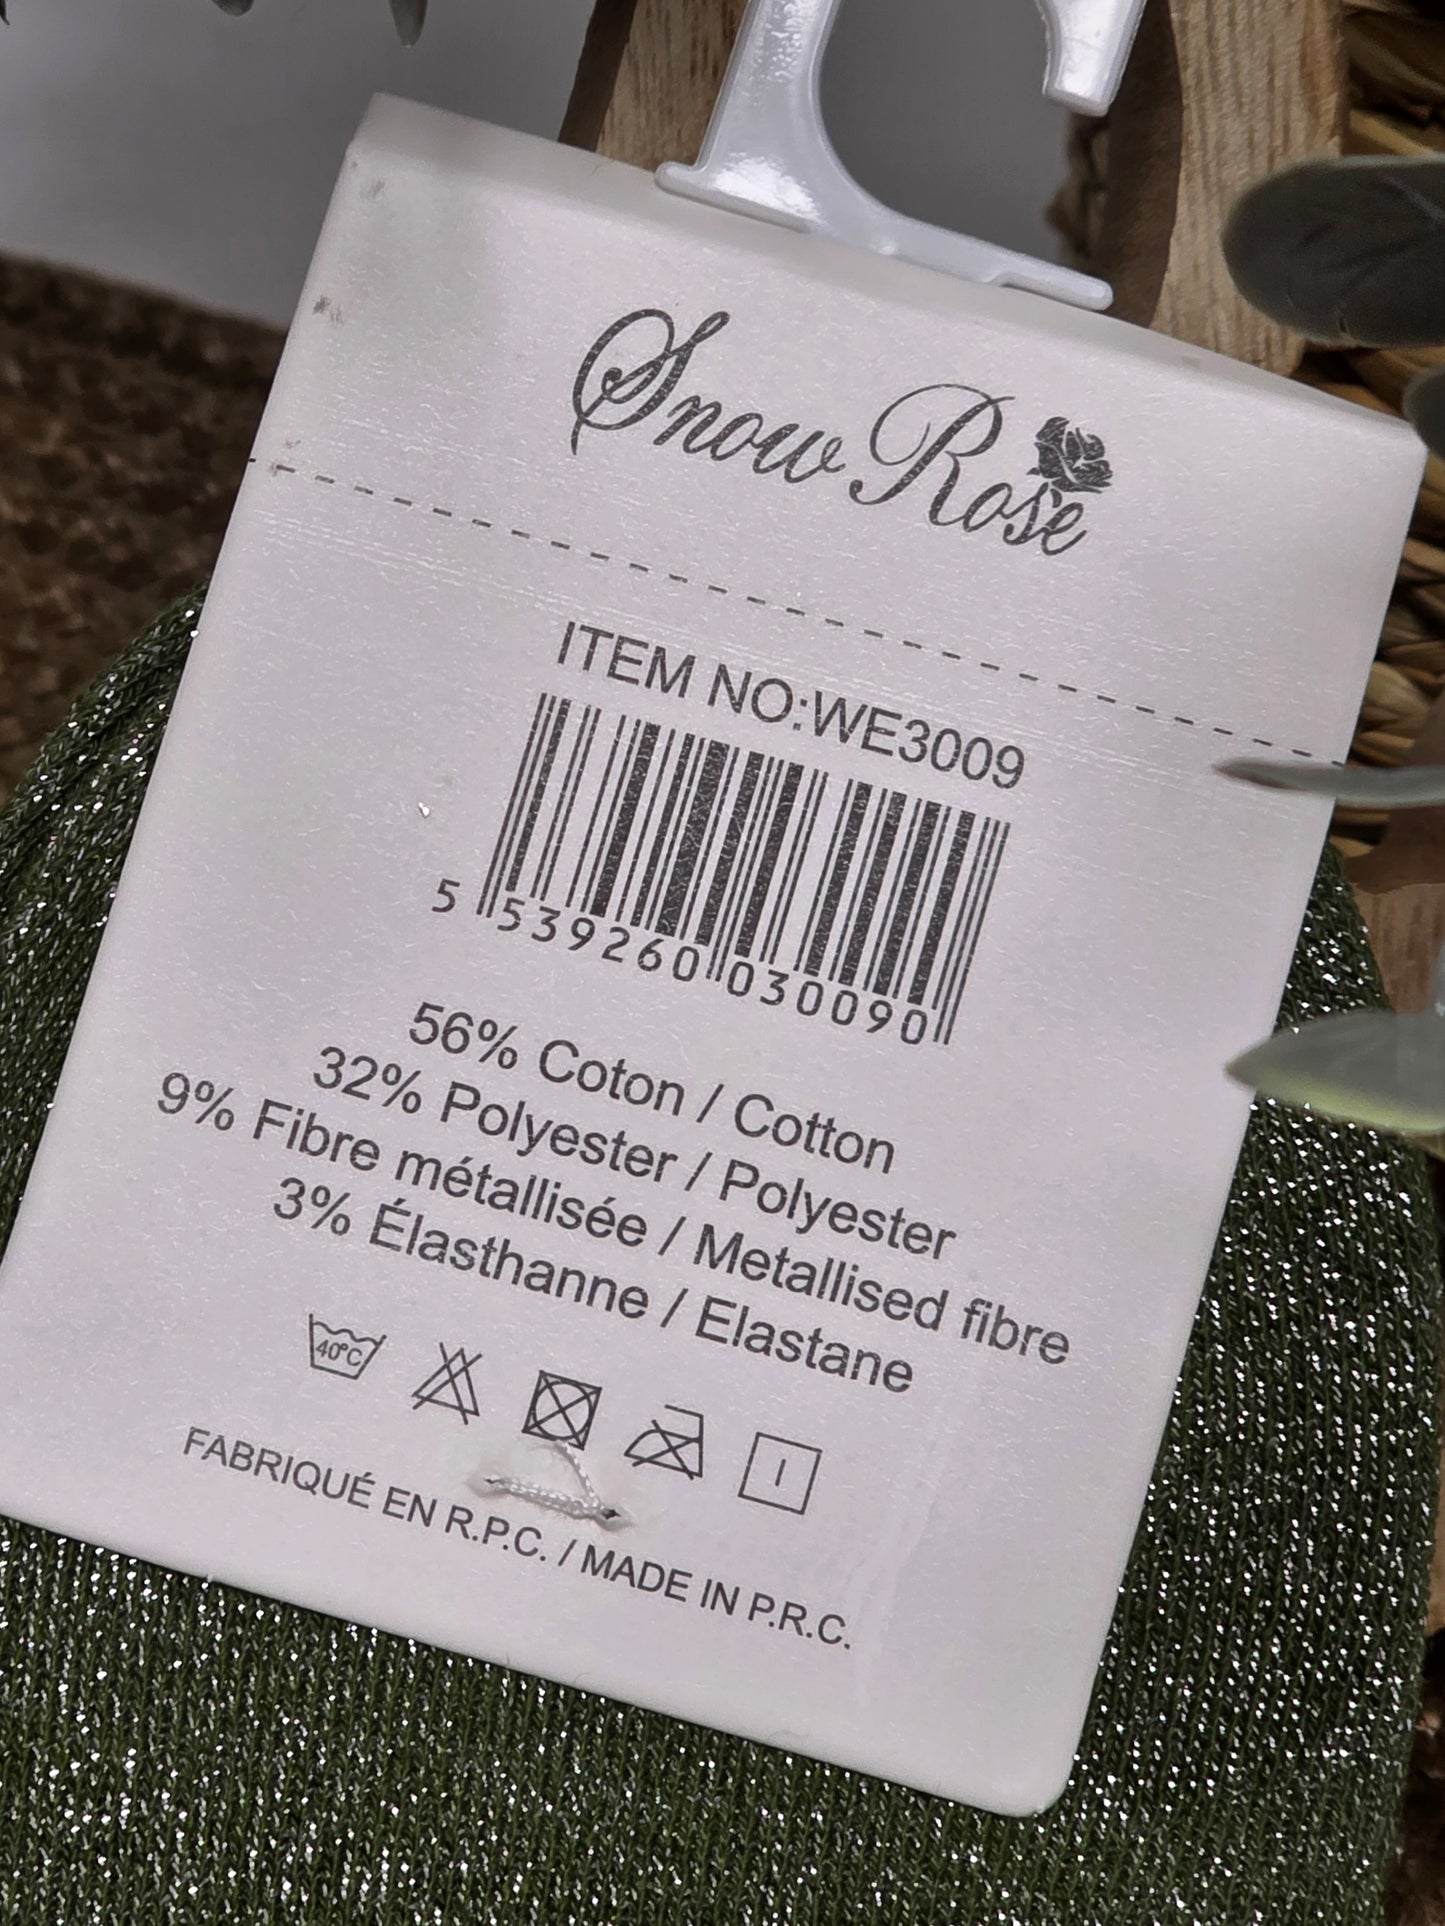 Snow Rose
ITEM NO:WE3009
5 539260 030090
56% Coton / Cotton
32% Polyester / Polyester
9% Fibre métallisée / Metallised fibre
3% Élasthanne / Elastane
40°C
FABRIQUÉ EN R.P.C. / MADE IN P.R.C.